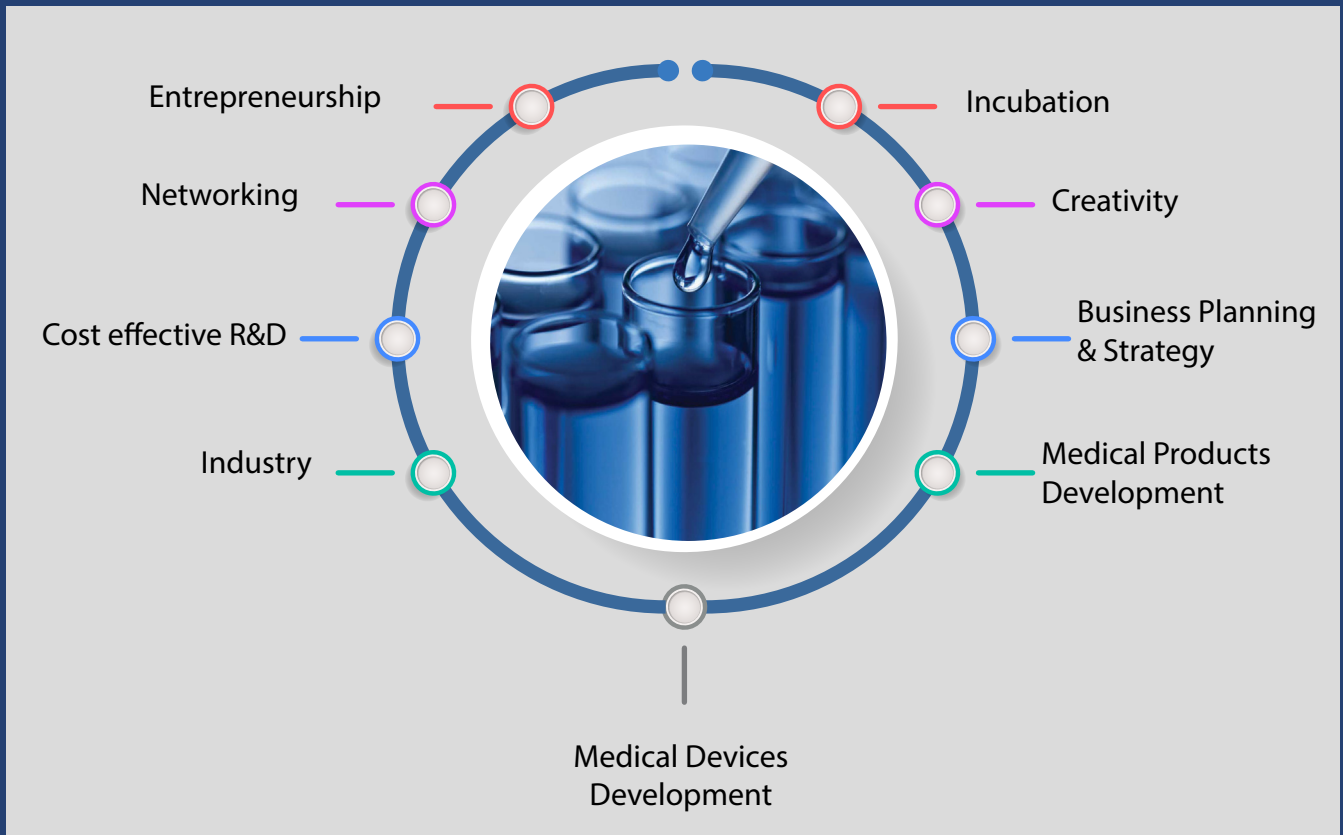 Entrepreneurship
Incubation
Networking
Creativity
Cost effective R&D
Business Planning
& Strategy
Industry
Medical Products
Development
Medical Devices
Development